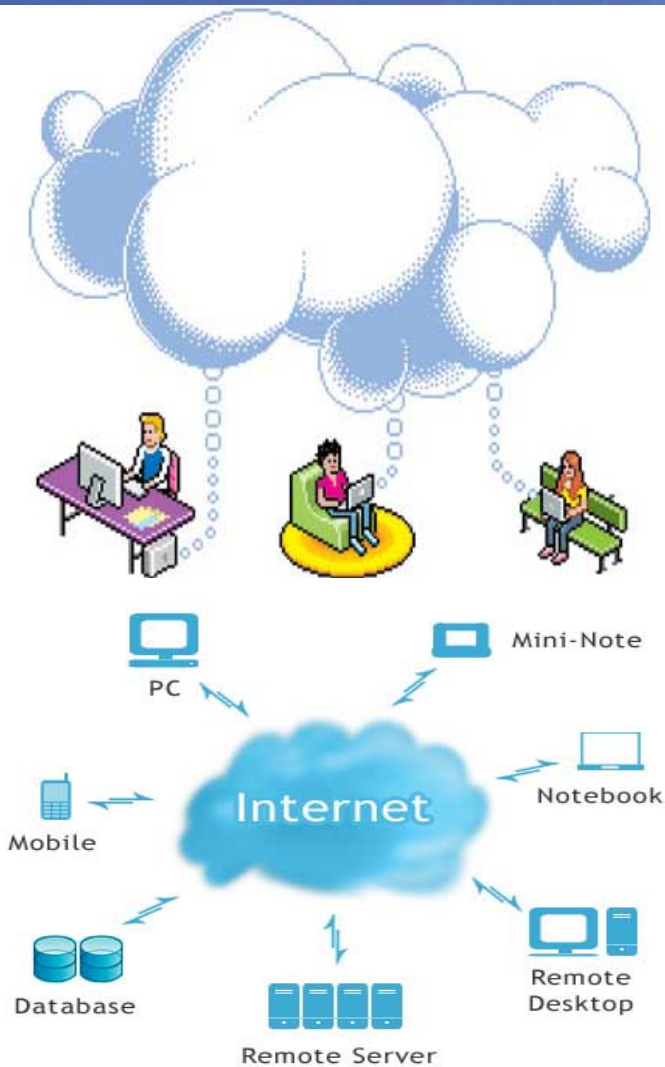 PC
Mini-Note
Internet
Notebook
Mobile
Database
Remote
Desktop
Remote Server